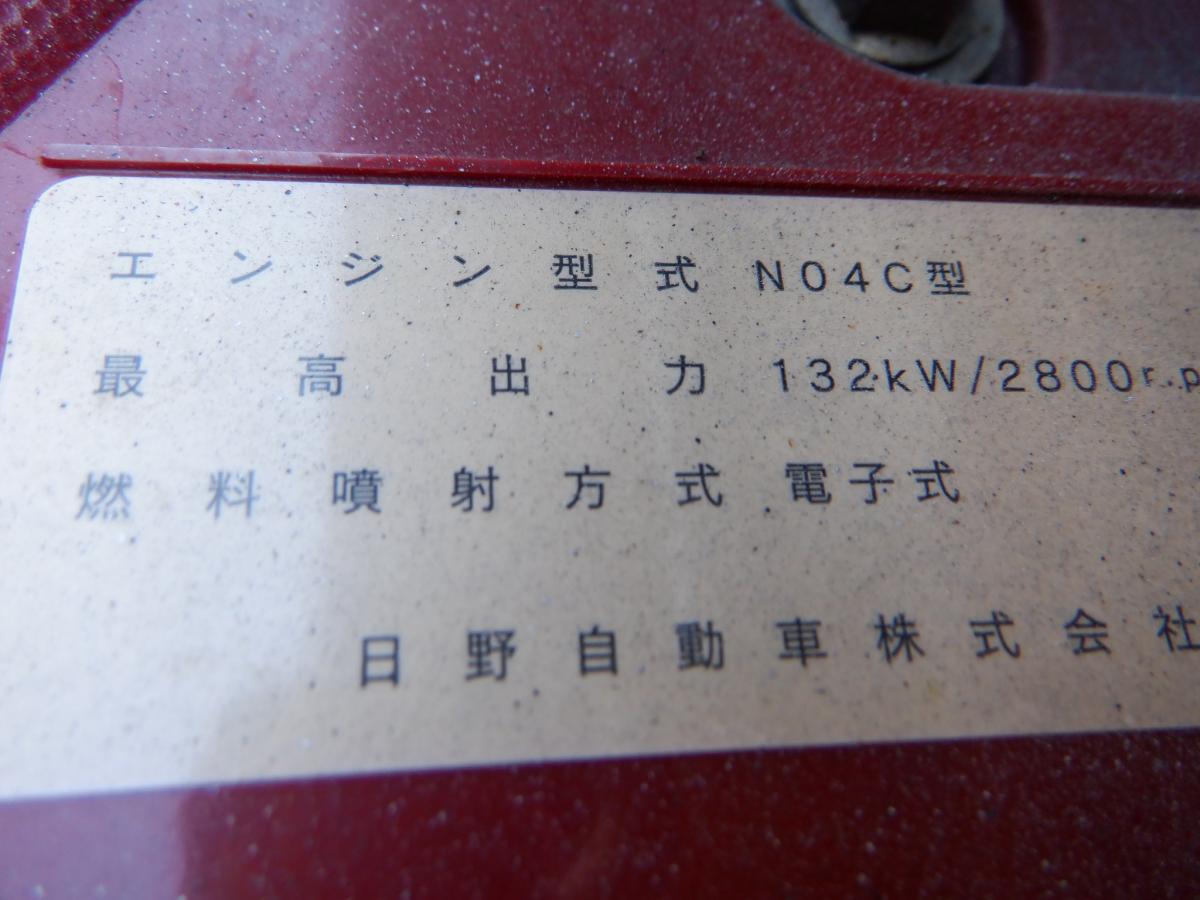 エンジン型式 N04C型
最高出力 132kW/2800r.p
燃料噴射方式 電子式
日野自動車株式会社